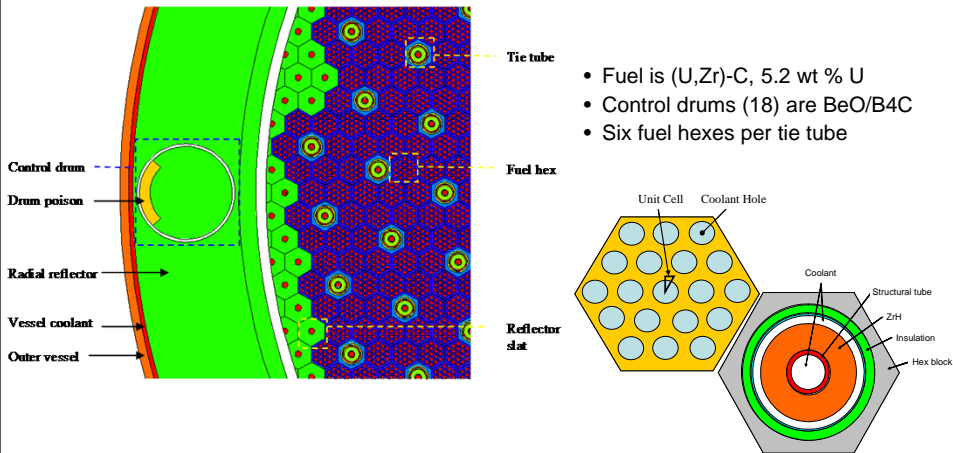 Tie tube
Control drum
Fuel hex
Drum poison
Radial reflector
Vessel coolant
Reflector
slat
Outer vessel
• Fuel is (U,Zr)-C, 5.2 wt % U
• Control drums (18) are BeO/B4C
• Six fuel hexes per tie tube
Unit Cell
Coolant Hole
Coolant
Structural tube
ZrH
Insulation
Hex block